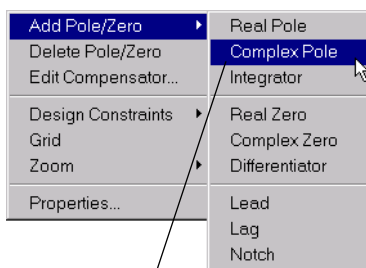 Add Pole/Zero
Delete Pole/Zero
Edit Compensator...
Design Constraints
Grid
Zoom
Properties...
Real Pole
Complex Pole
Integrator
Real Zero
Complex Zero
Differentiator
Lead
Lag
Notch